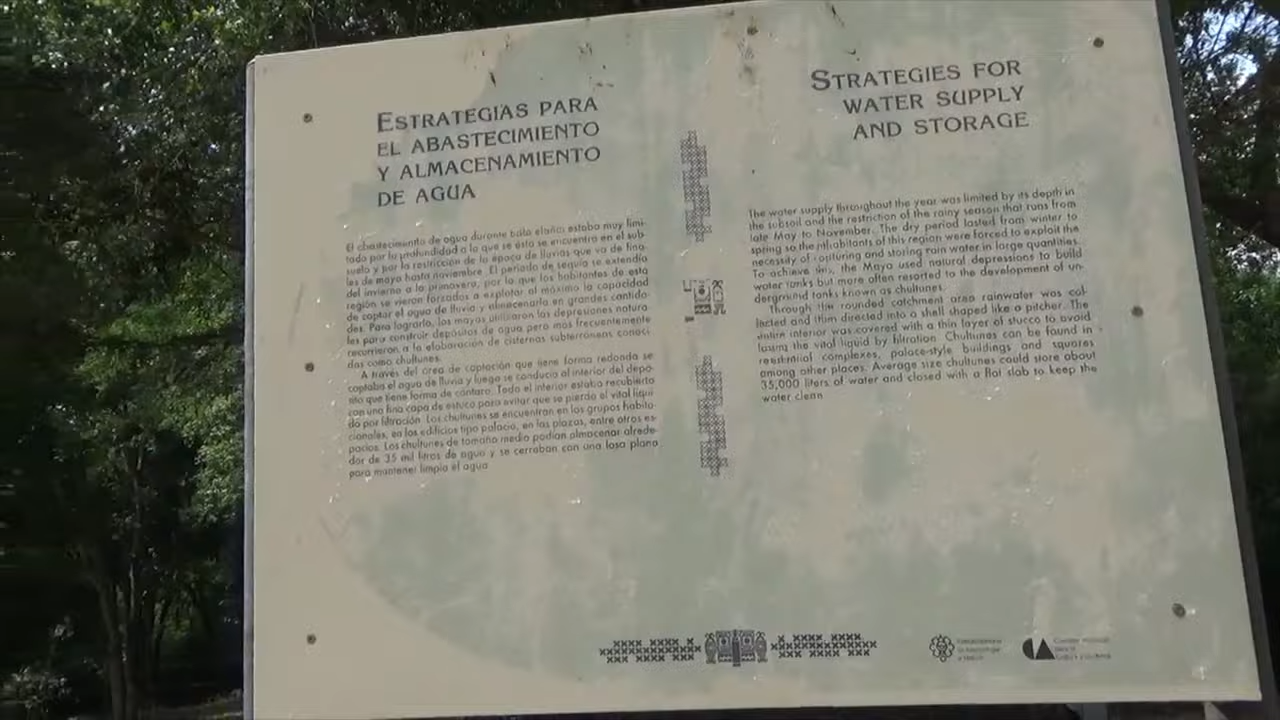 ESTRATEGIAS PARA
EL ABASTECIMIENTO
Y ALMACENAMIENTO
DE AGUA
El abastecimiento de agua durante todo el año estaba muy limi-
tado por la profundidad a la que se ésta se encuentra en el sub-
suelo y por la restricción de la época de lluvias que va de fina-
les de mayo hasta noviembre. El periodo de sequía se extendía
del invierno a la primavera, por lo que los habitantes de esta
región se vieron forzados a explotar al máximo la capacidad
de captar el agua de lluvia y almacenarla en grandes cantida-
des. Para lograrlo, los mayas utilizaron las depresiones natura-
les para construir depósitos de agua pero más frecuentemente
recurrieron a la elaboración de cisternas subterráneas conoci-
das como chultunes.
A través del área de captación que tiene forma redonda se
captaba el agua de lluvia y luego se conducía al interior del depó-
sito que tiene forma de cántaro. Todo el interior estaba recubierto
con una fina capa de estuco para evitar que se pierda el vital líqui-
do por filtración. Los chultunes se encuentran en los grupos habita-
cionales, en los edificios tipo palacio, en las plazas, entre otros es-
pacios. Los chultunes de tamaño medio podían almacenar alrede-
dor de 35 mil litros de agua y se cerraban con una losa plana
para mantener limpia el agua
STRATEGIES FOR
WATER SUPPLY
AND STORAGE
The water supply throughout the year was limited by its depth in
the subsoil and the restriction of the rainy season that runs from
late May to November. The dry period lasted from winter to
spring so the inhabitants of this region were forced to exploit the
necessity of capturing and storing rain water in large quantities.
To achieve this, the Maya used natural depressions to build
water tanks but more often resorted to the development of un-
derground tanks known as chultunes.
Through the rounded catchment area rainwater was col-
lected and then directed into a shell shaped like a pitcher. The
entire interior was covered with a thin layer of stucco to avoid
losing the vital liquid by filtration. Chultunes can be found in
residential complexes, palace-style buildings and squares
among other places. Average size chultunes could store about
35,000 liters of water and closed with a flat slab to keep the
water clean